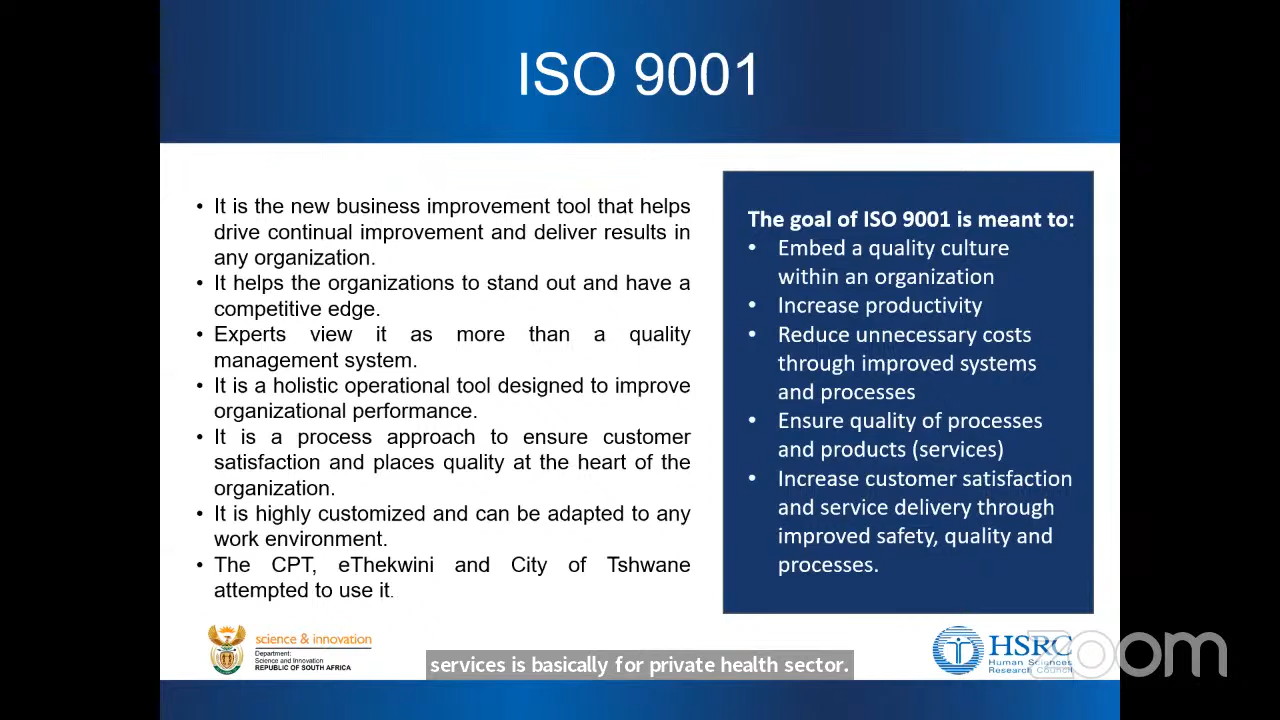 ISO 9001
• It is the new business improvement tool that helps
drive continual improvement and deliver results in
any organization.
• It helps the organizations to stand out and have a
competitive edge.
• Experts view it as more than a quality
management system.
• It is a holistic operational tool designed to improve
organizational performance.
• It is a process approach to ensure customer
satisfaction and places quality at the heart of the
organization.
• It is highly customized and can be adapted to any
work environment.
• The CPT, eThekwini and City of Tshwane
attempted to use it.
The goal of ISO 9001 is meant to:
• Embed a quality culture
within an organization
• Increase productivity
• Reduce unnecessary costs
through improved systems
and processes
• Ensure quality of processes
and products (services)
• Increase customer satisfaction
and service delivery through
improved safety, quality and
processes.
science & innovation
Department:
Science and Innovation
REPUBLIC OF SOUTH AFRICA
services is basically for private health sector.
HSRC
Human Sciences
Research Council
zoom